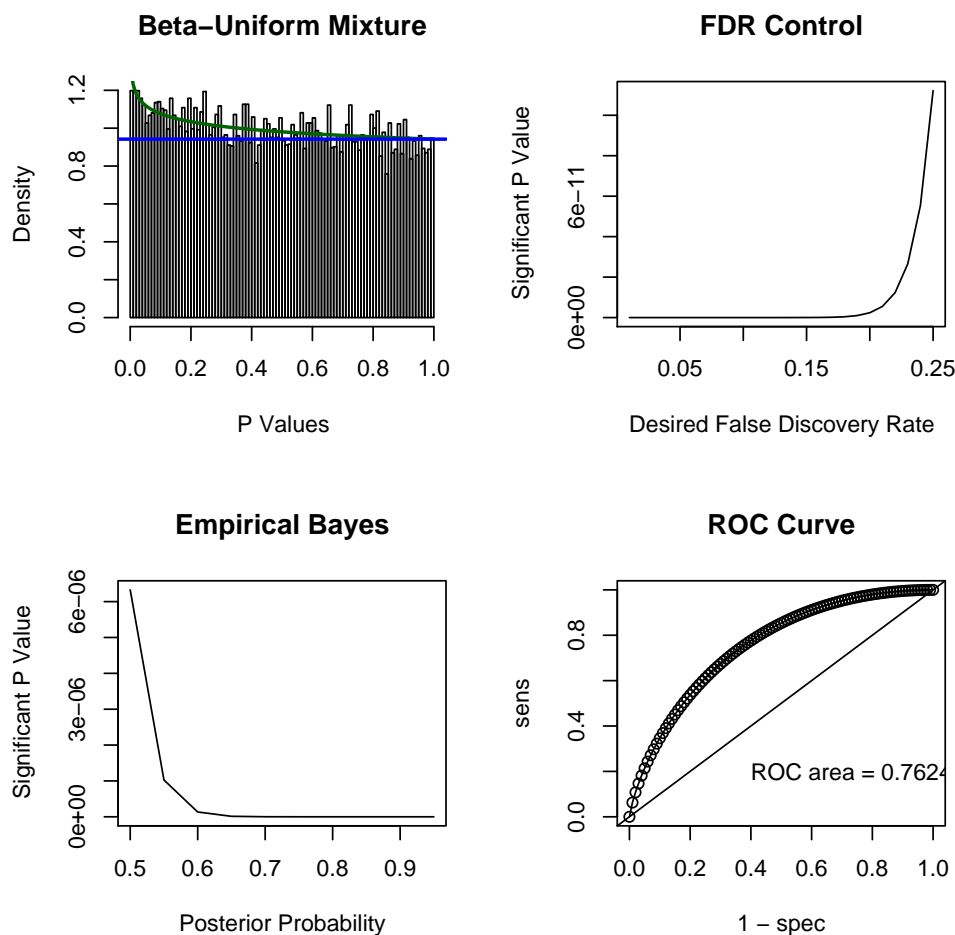 Beta−Uniform Mixture
Density
0.0 0.4 0.8 1.2
0.0 0.2 0.4 0.6 0.8 1.0
P Values
FDR Control
Significant P Value
0e+00 6e−11
0.05 0.15 0.25
Desired False Discovery Rate
Empirical Bayes
Significant P Value
0e+00 3e−06 6e−06
0.5 0.6 0.7 0.8 0.9
Posterior Probability
ROC Curve
sens
0.0 0.4 0.8
ROC area = 0.7624
0.0 0.2 0.4 0.6 0.8 1.0
1 − spec